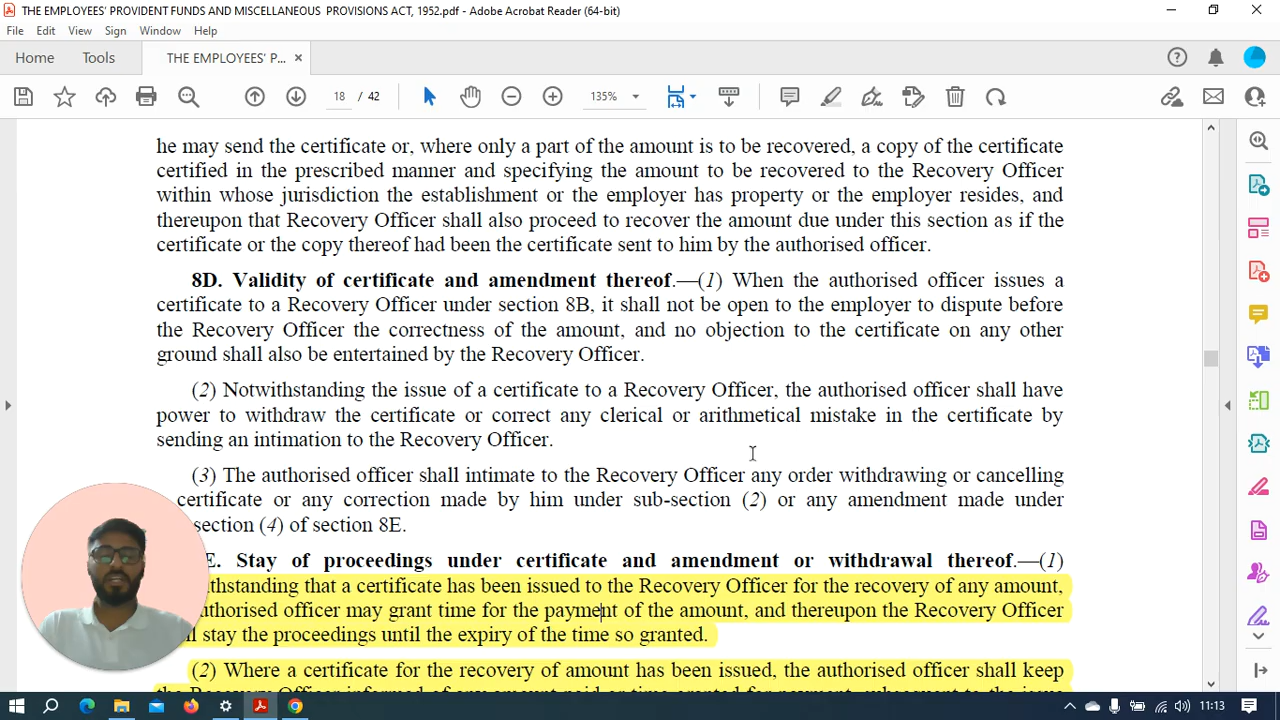 THE EMPLOYEES' PROVIDENT FUNDS AND MISCELLANEOUS PROVISIONS ACT, 1952.pdf - Adobe Acrobat Reader (64-bit)
File Edit View Sign Window Help
Home Tools THE EMPLOYEES' P... ×
18 / 42 135%
he may send the certificate or, where only a part of the amount is to be recovered, a copy of the certificate
certified in the prescribed manner and specifying the amount to be recovered to the Recovery Officer
within whose jurisdiction the establishment or the employer has property or the employer resides, and
thereupon that Recovery Officer shall also proceed to recover the amount due under this section as if the
certificate or the copy thereof had been the certificate sent to him by the authorised officer.
8D. Validity of certificate and amendment thereof.—(1) When the authorised officer issues a
certificate to a Recovery Officer under section 8B, it shall not be open to the employer to dispute before
the Recovery Officer the correctness of the amount, and no objection to the certificate on any other
ground shall also be entertained by the Recovery Officer.
(2) Notwithstanding the issue of a certificate to a Recovery Officer, the authorised officer shall have
power to withdraw the certificate or correct any clerical or arithmetical mistake in the certificate by
sending an intimation to the Recovery Officer.
(3) The authorised officer shall intimate to the Recovery Officer any order withdrawing or cancelling
certificate or any correction made by him under sub-section (2) or any amendment made under
section (4) of section 8E.
E. Stay of proceedings under certificate and amendment or withdrawal thereof.—(1)
thstanding that a certificate has been issued to the Recovery Officer for the recovery of any amount,
uthorised officer may grant time for the payment of the amount, and thereupon the Recovery Officer
stay the proceedings until the expiry of the time so granted.
(2) Where a certificate for the recovery of amount has been issued, the authorised officer shall keep
11:13